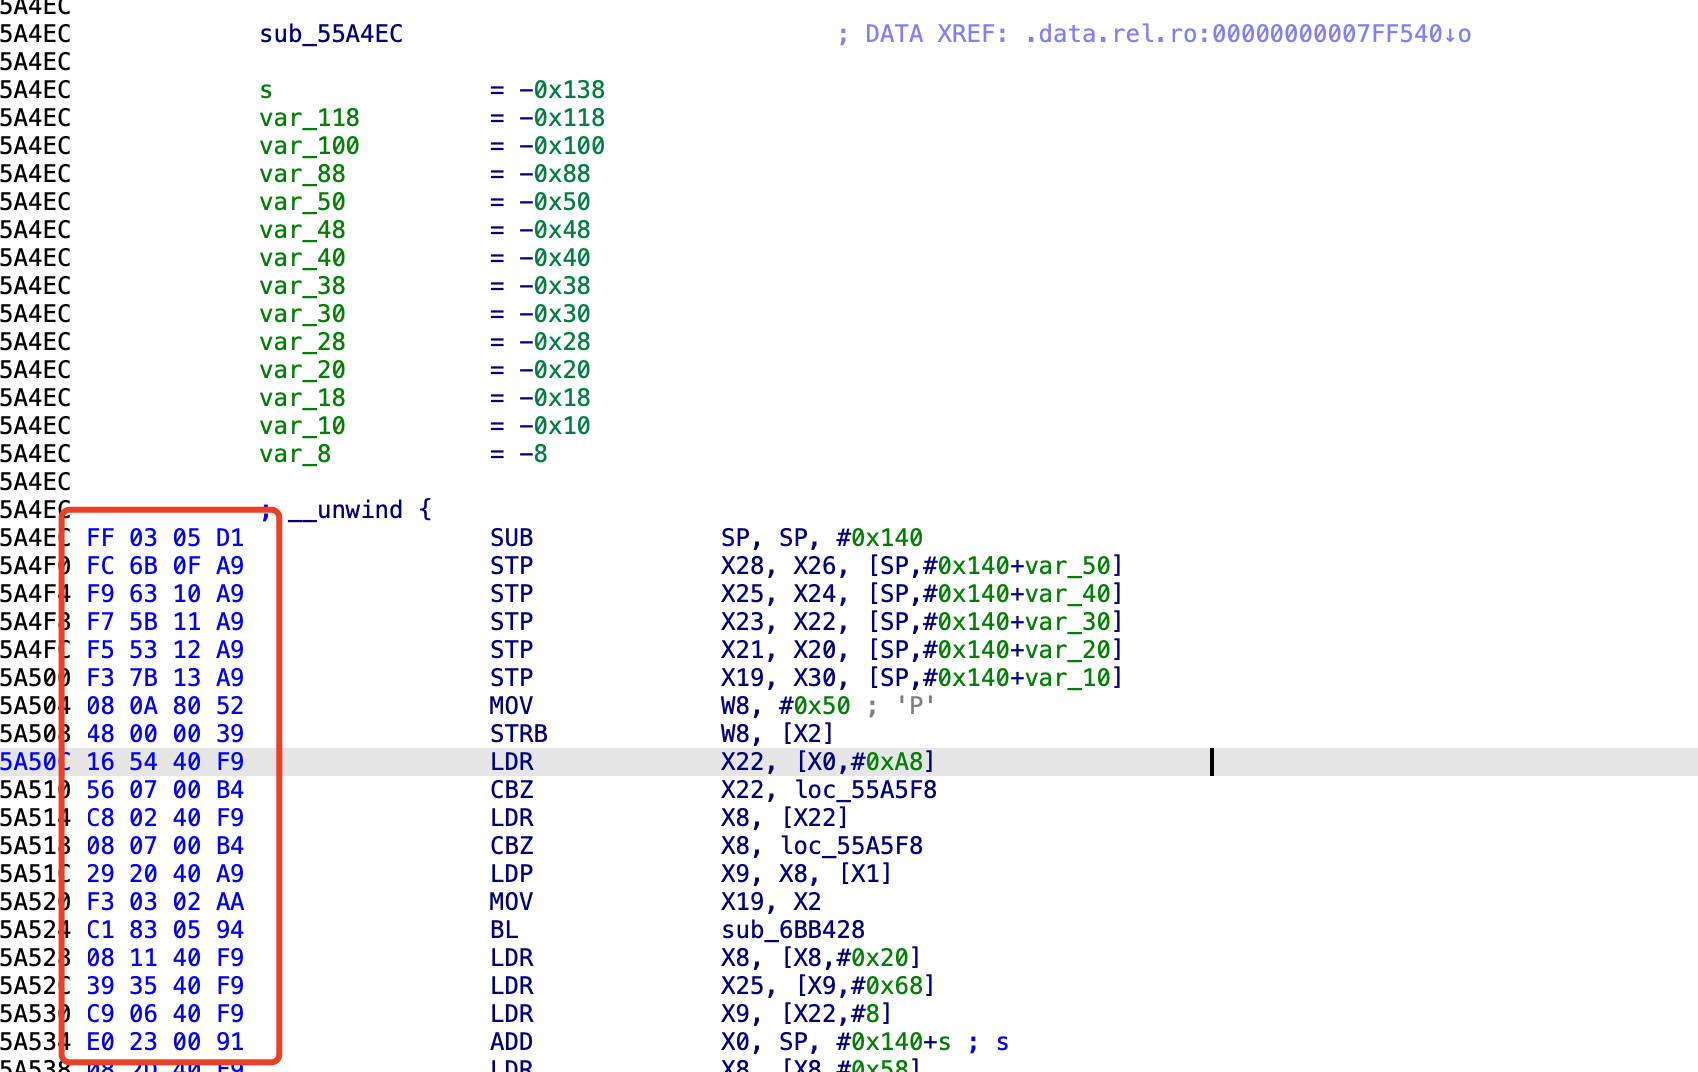 5A4EC
5A4EC sub_55A4EC ; DATA XREF: .data.rel.ro:00000000007FF540↓o
5A4EC
5A4EC s = -0x138
5A4EC var_118 = -0x118
5A4EC var_100 = -0x100
5A4EC var_88 = -0x88
5A4EC var_50 = -0x50
5A4EC var_48 = -0x48
5A4EC var_40 = -0x40
5A4EC var_38 = -0x38
5A4EC var_30 = -0x30
5A4EC var_28 = -0x28
5A4EC var_20 = -0x20
5A4EC var_18 = -0x18
5A4EC var_10 = -0x10
5A4EC var_8 = -8
5A4EC
5A4EC ; __unwind {
5A4EC FF 03 05 D1 SUB SP, SP, #0x140
5A4F0 FC 6B 0F A9 STP X28, X26, [SP,#0x140+var_50]
5A4F4 F9 63 10 A9 STP X25, X24, [SP,#0x140+var_40]
5A4F8 F7 5B 11 A9 STP X23, X22, [SP,#0x140+var_30]
5A4FC F5 53 12 A9 STP X21, X20, [SP,#0x140+var_20]
5A500 F3 7B 13 A9 STP X19, X30, [SP,#0x140+var_10]
5A504 08 0A 80 52 MOV W8, #0x50 ; 'P'
5A508 48 00 00 39 STRB W8, [X2]
5A50C 16 54 40 F9 LDR X22, [X0,#0xA8]
5A510 56 07 00 B4 CBZ X22, loc_55A5F8
5A514 C8 02 40 F9 LDR X8, [X22]
5A518 08 07 00 B4 CBZ X8, loc_55A5F8
5A51C 29 20 40 A9 LDP X9, X8, [X1]
5A520 F3 03 02 AA MOV X19, X2
5A524 C1 83 05 94 BL sub_6BB428
5A528 08 11 40 F9 LDR X8, [X8,#0x20]
5A52C 39 35 40 F9 LDR X25, [X9,#0x68]
5A530 C9 06 40 F9 LDR X9, [X22,#8]
5A534 E0 23 00 91 ADD X0, SP, #0x140+s ; s
5A538 08 2D 40 F9 LDR X8, [X8,#0x58]